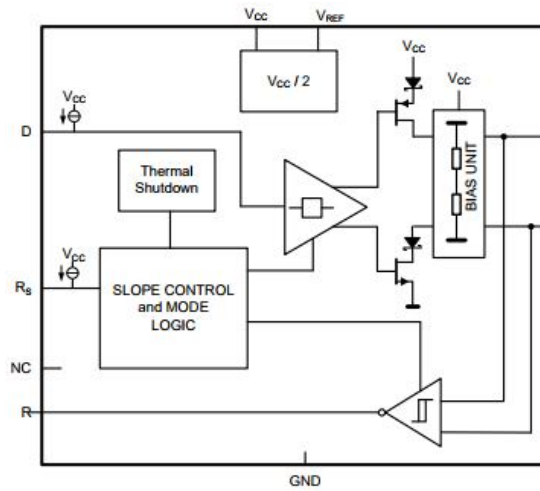 VCC VREF
VCC
VCC / 2
VCC
VCC
D
Thermal
Shutdown
BIAS UNIT
VCC
RS
SLOPE CONTROL
and MODE
LOGIC
NC
R
GND